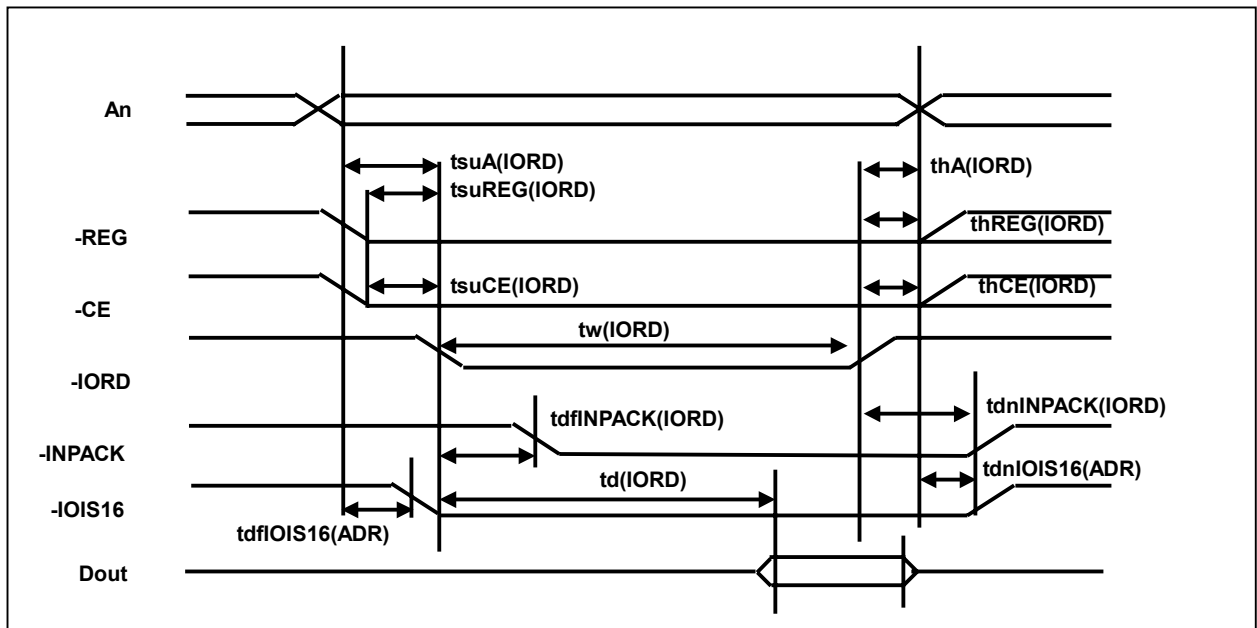 An
tsuA(IORD)
thA(IORD)
tsuREG(IORD)
-REG
thREG(IORD)
tsuCE(IORD)
thCE(IORD)
-CE
tw(IORD)
-IORD
tdfINPACK(IORD)
tdnINPACK(IORD)
-INPACK
td(IORD)
tdnIOIS16(ADR)
-IOIS16
tdfIOIS16(ADR)
Dout